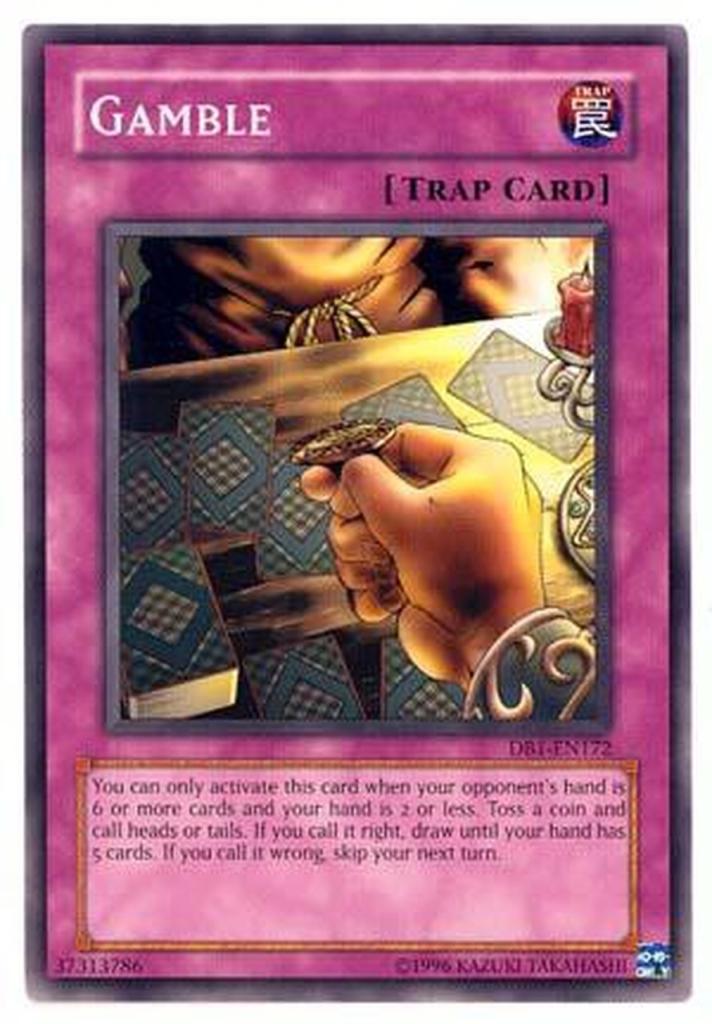 GAMBLE
TRAP
罠
[TRAP CARD]
DB1-EN172
You can only activate this card when your opponent's hand is
6 or more cards and your hand is 2 or less. Toss a coin and
call heads or tails. If you call it right, draw until your hand has
5 cards. If you call it wrong, skip your next turn.
37313786
©1996 KAZUKI TAKAHASHI